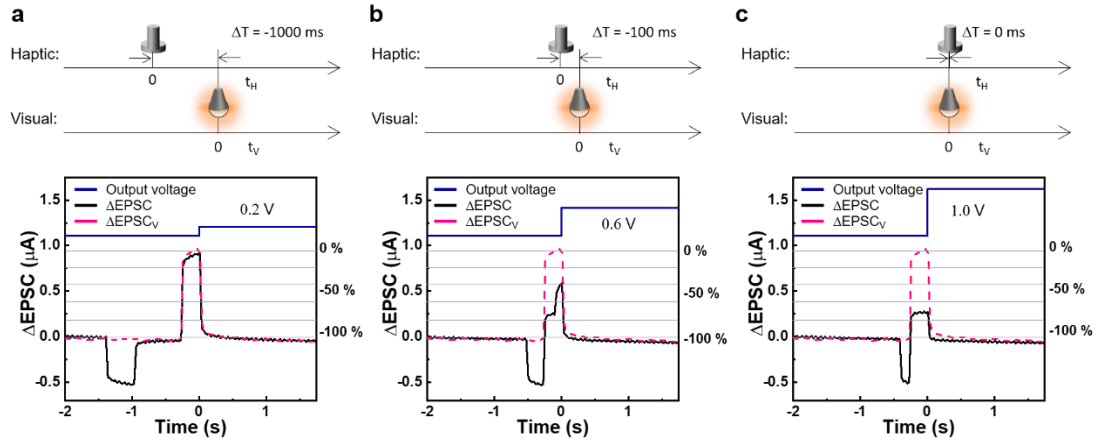 a
ΔT = -1000 ms
Haptic:
0
t_H
Visual:
0
t_V
Output voltage
ΔEPSC
ΔEPSC_V
0.2 V
1.5
1.0
0.5
0.0
-0.5
ΔEPSC (µA)
0 %
-50 %
-100 %
-2
-1
0
1
Time (s)
b
ΔT = -100 ms
Haptic:
0
t_H
Visual:
0
t_V
Output voltage
ΔEPSC
ΔEPSC_V
0.6 V
1.5
1.0
0.5
0.0
-0.5
ΔEPSC (µA)
0 %
-50 %
-100 %
-2
-1
0
1
Time (s)
c
ΔT = 0 ms
Haptic:
0
t_H
Visual:
0
t_V
Output voltage
ΔEPSC
ΔEPSC_V
1.0 V
1.5
1.0
0.5
0.0
-0.5
ΔEPSC (µA)
0 %
-50 %
-100 %
-2
-1
0
1
Time (s)